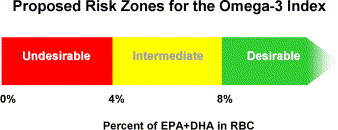 Proposed Risk Zones for the Omega-3 Index
Undesirable Intermediate Desirable
0% 4% 8%
Percent of EPA+DHA in RBC